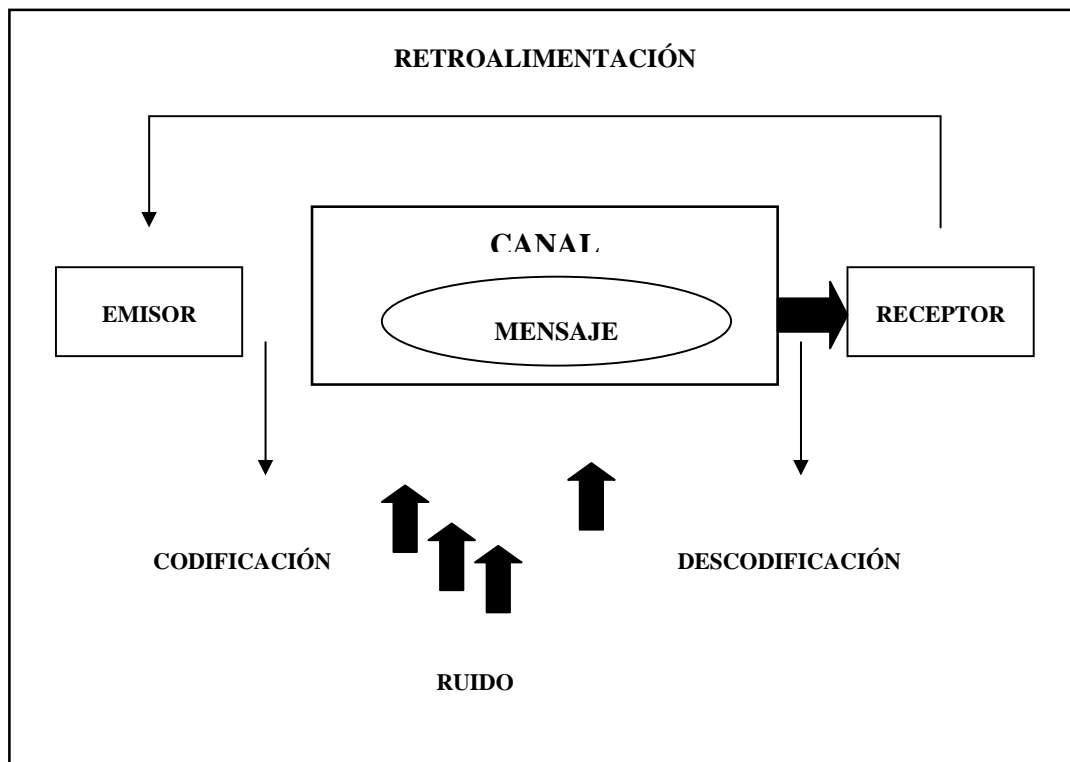 RETROALIMENTACIÓN
CANAL
EMISOR
MENSAJE
RECEPTOR
CODIFICACIÓN
DESCODIFICACIÓN
RUIDO